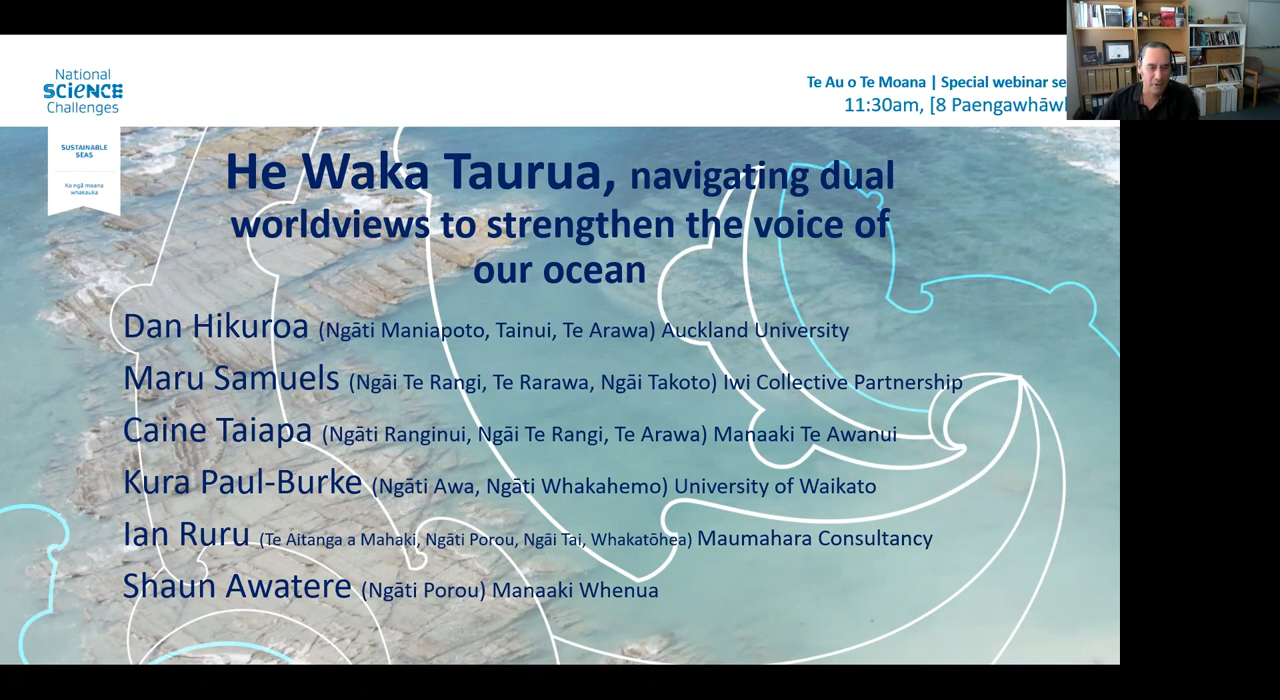 National
SCIENCE
Challenges
SUSTAINABLE
SEAS
Ko ngā moana
whakauka
Te Au o Te Moana | Special webinar se
11:30am, [8 Paengawhāwh
He Waka Taurua, navigating dual
worldviews to strengthen the voice of
our ocean
Dan Hikuroa (Ngāti Maniapoto, Tainui, Te Arawa) Auckland University
Maru Samuels (Ngāi Te Rangi, Te Rarawa, Ngāi Takoto) Iwi Collective Partnership
Caine Taiapa (Ngāti Ranginui, Ngāi Te Rangi, Te Arawa) Manaaki Te Awanui
Kura Paul-Burke (Ngāti Awa, Ngāti Whakahemo) University of Waikato
Ian Ruru (Te Aitanga a Mahaki, Ngāti Porou, Ngāi Tai, Whakatōhea) Maumahara Consultancy
Shaun Awatere (Ngāti Porou) Manaaki Whenua